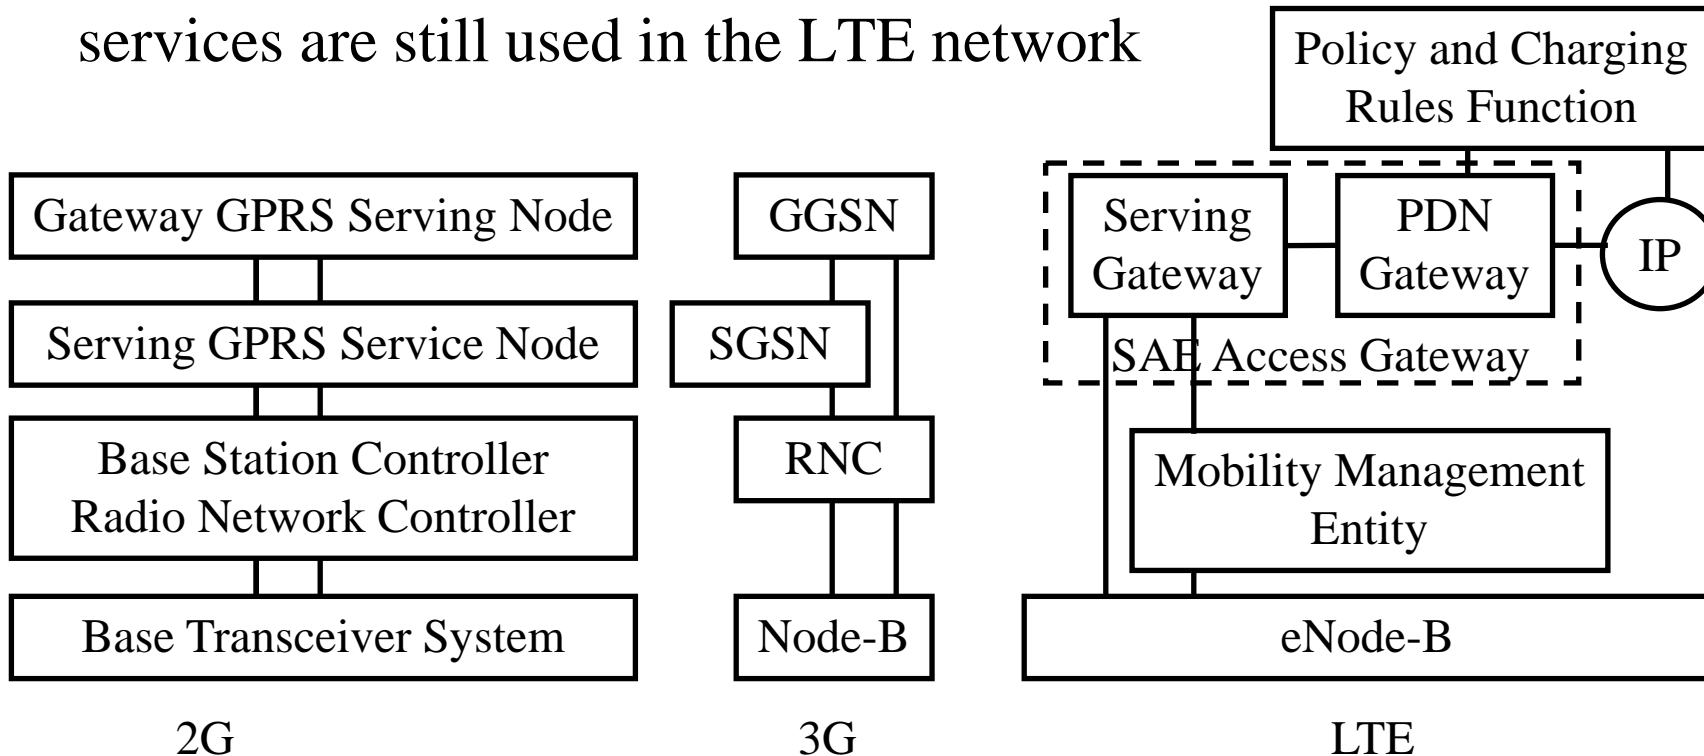 services are still used in the LTE network
Policy and Charging
Rules Function
Gateway GPRS Serving Node
Serving GPRS Service Node
Base Station Controller
Radio Network Controller
Base Transceiver System
2G
GGSN
SGSN
RNC
Node-B
3G
Serving
Gateway
PDN
Gateway
IP
SAE Access Gateway
Mobility Management
Entity
eNode-B
LTE